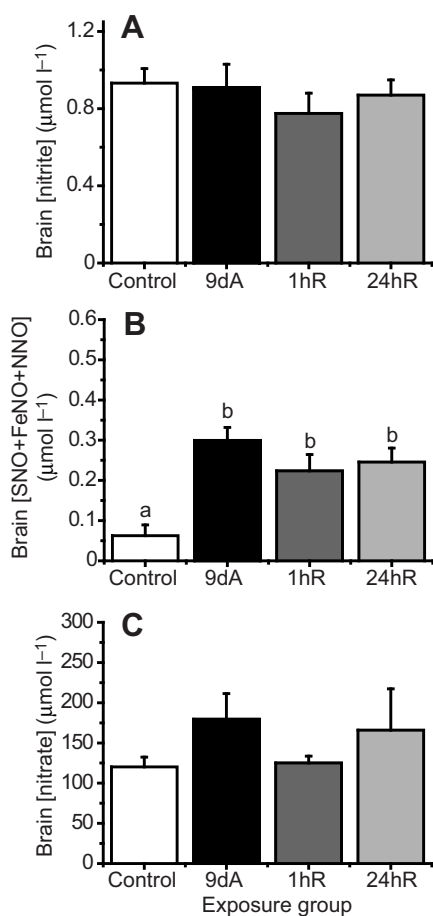 A
Brain [nitrite] (μmol l⁻¹)
1.2
0.8
0.4
0
Control 9dA 1hR 24hR
B
Brain [SNO+FeNO+NNO]
(μmol l⁻¹)
0.6
0.5
0.4
0.3
0.2
0.1
0
a b b b
Control 9dA 1hR 24hR
C
Brain [nitrate] (μmol l⁻¹)
300
250
200
150
100
50
0
Control 9dA 1hR 24hR
Exposure group